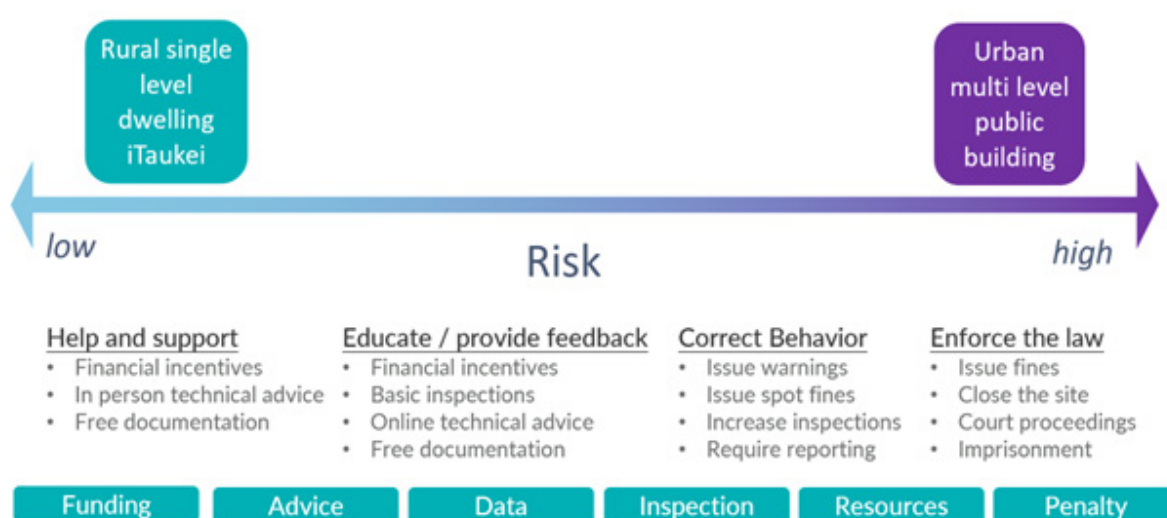 Rural single
level
dwelling
iTaukei
Urban
multi level
public
building
low
Risk
high
Help and support
• Financial incentives
• In person technical advice
• Free documentation
Educate / provide feedback
• Financial incentives
• Basic inspections
• Online technical advice
• Free documentation
Correct Behavior
• Issue warnings
• Issue spot fines
• Increase inspections
• Require reporting
Enforce the law
• Issue fines
• Close the site
• Court proceedings
• Imprisonment
Funding
Advice
Data
Inspection
Resources
Penalty